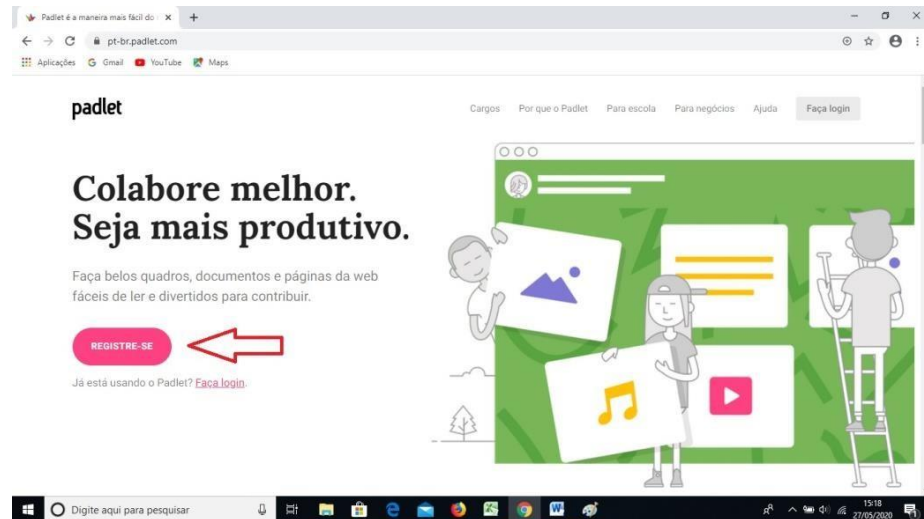 Padlet é a maneira mais fácil do
pt-br.padlet.com
Aplicações Gmail YouTube Maps
padlet
Cargos Por que o Padlet Para escola Para negócios Ajuda Faça login
Colabore melhor.
Seja mais produtivo.
Faça belos quadros, documentos e páginas da web
fáceis de ler e divertidos para contribuir.
REGISTRE-SE
Já está usando o Padlet? Faça login.
Digite aqui para pesquisar
15:18
27/05/2020